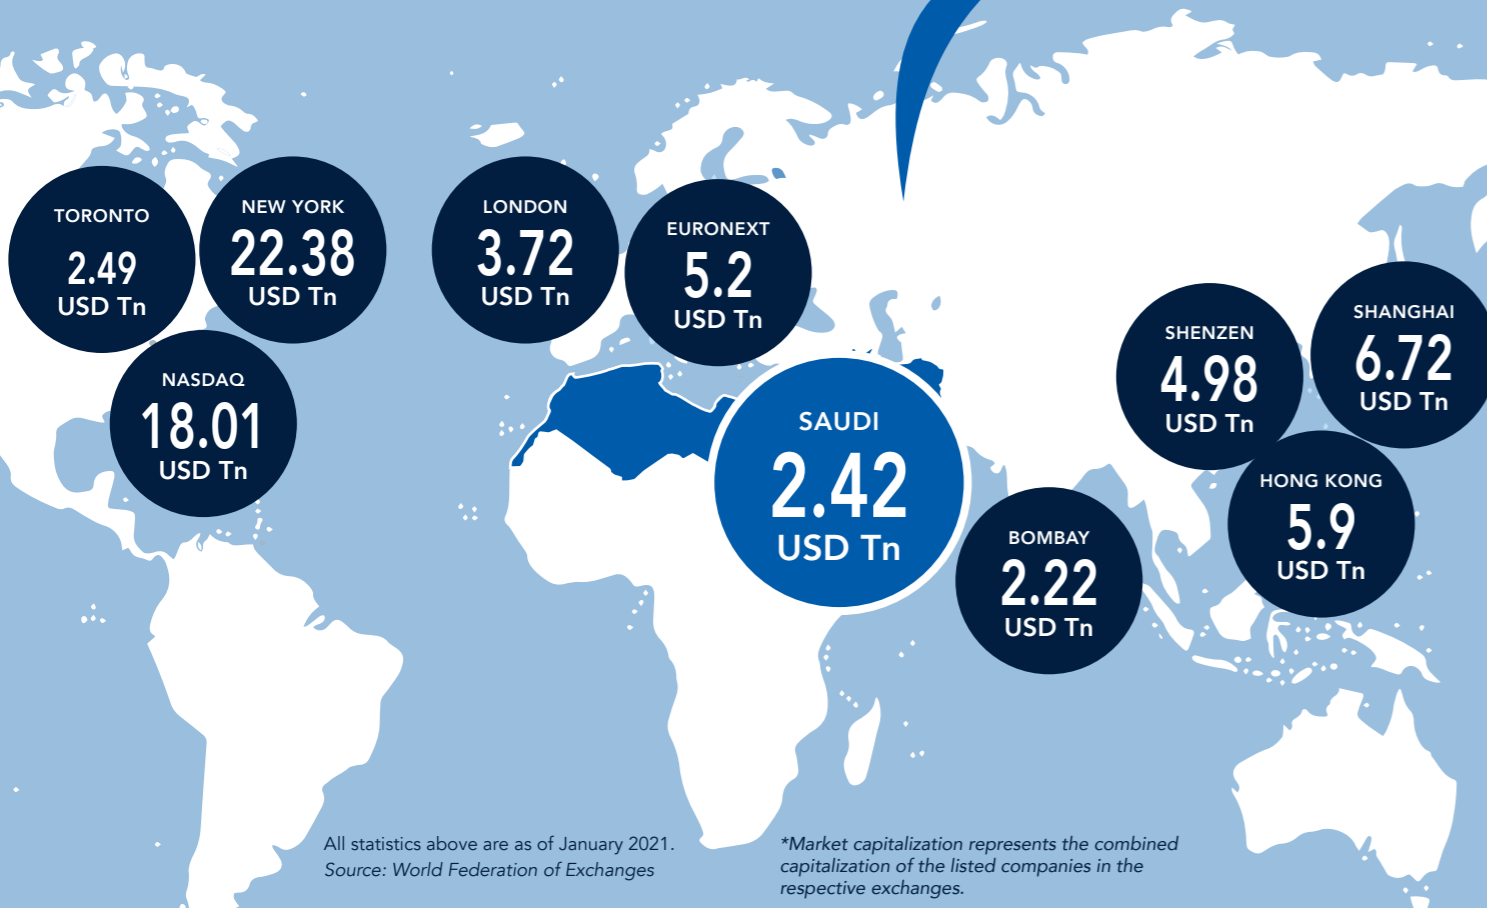 TORONTO
2.49
USD Tn
NEW YORK
22.38
USD Tn
NASDAQ
18.01
USD Tn
LONDON
3.72
USD Tn
EURONEXT
5.2
USD Tn
SAUDI
2.42
USD Tn
BOMBAY
2.22
USD Tn
SHENZEN
4.98
USD Tn
SHANGHAI
6.72
USD Tn
HONG KONG
5.9
USD Tn
All statistics above are as of January 2021.
Source: World Federation of Exchanges
*Market capitalization represents the combined
capitalization of the listed companies in the
respective exchanges.